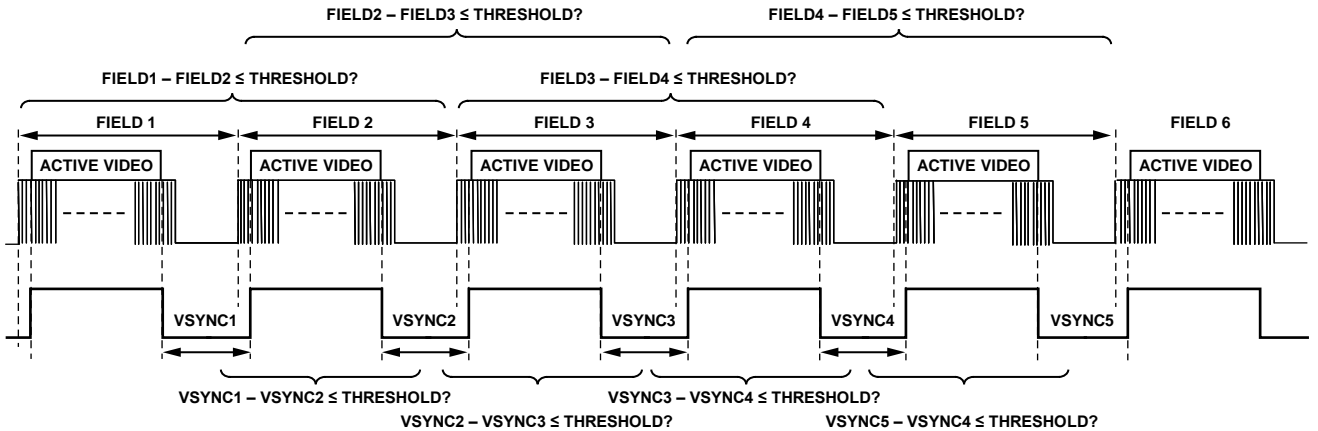 FIELD2 – FIELD3 ≤ THRESHOLD?
FIELD4 – FIELD5 ≤ THRESHOLD?
FIELD1 – FIELD2 ≤ THRESHOLD?
FIELD3 – FIELD4 ≤ THRESHOLD?
FIELD 1
FIELD 2
FIELD 3
FIELD 4
FIELD 5
FIELD 6
ACTIVE VIDEO
ACTIVE VIDEO
ACTIVE VIDEO
ACTIVE VIDEO
ACTIVE VIDEO
ACTIVE VIDEO
VSYNC1
VSYNC2
VSYNC3
VSYNC4
VSYNC5
VSYNC1 – VSYNC2 ≤ THRESHOLD?
VSYNC3 – VSYNC4 ≤ THRESHOLD?
VSYNC2 – VSYNC3 ≤ THRESHOLD?
VSYNC5 – VSYNC4 ≤ THRESHOLD?